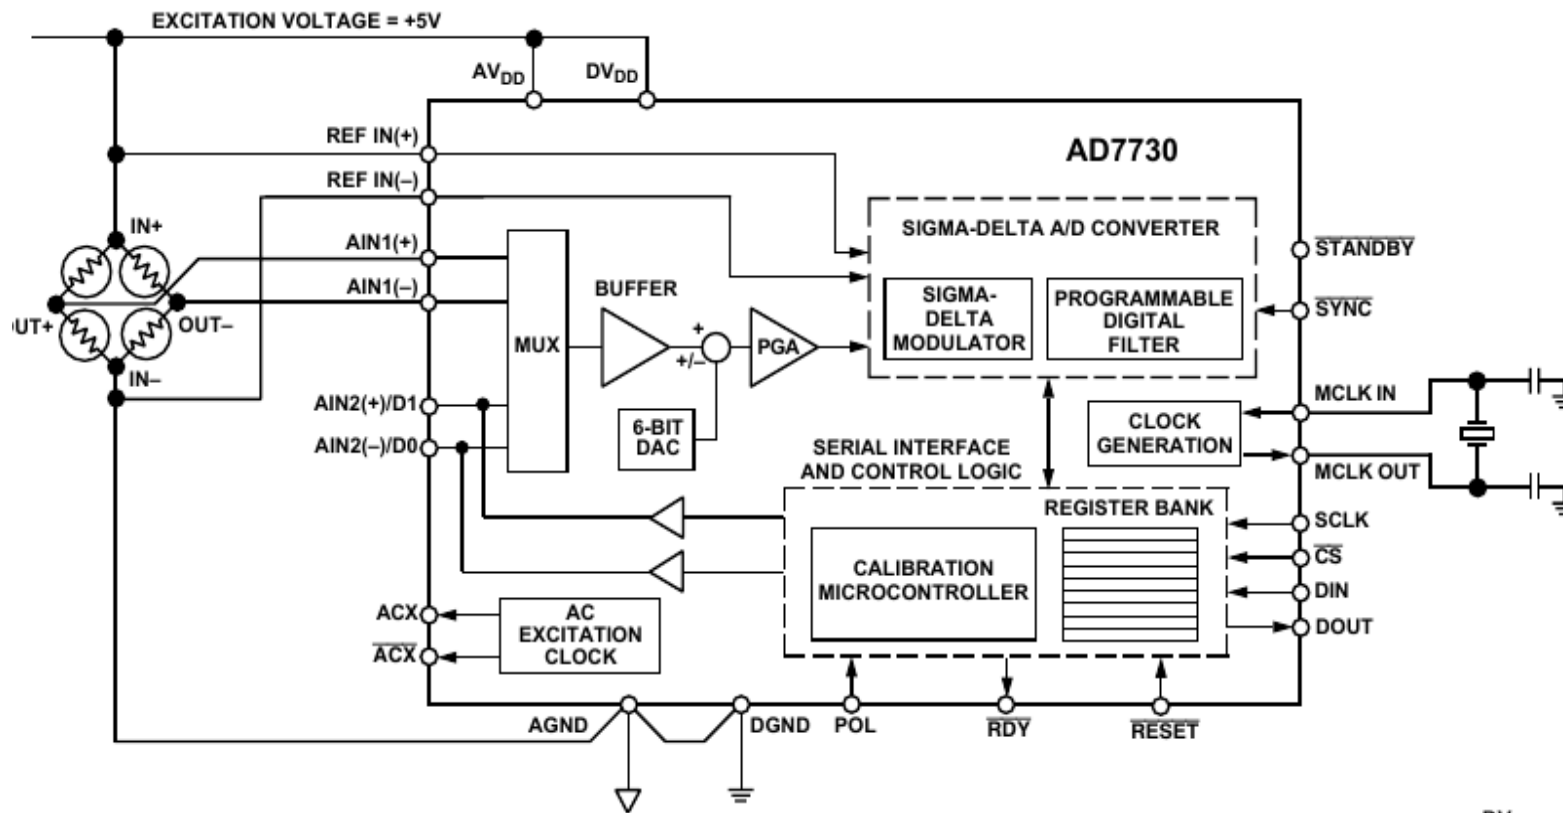 EXCITATION VOLTAGE = +5V
AVDD
DVDD
REF IN(+)
AD7730
REF IN(–)
IN+
SIGMA-DELTA A/D CONVERTER
AIN1(+)
STANDBY
AIN1(–)
BUFFER
SIGMA-
DELTA
MODULATOR
PROGRAMMABLE
DIGITAL
FILTER
SYNC
OUT+
OUT–
MUX
+
+/–
PGA
IN–
AIN2(+)/D1
MCLK IN
6-BIT
DAC
CLOCK
GENERATION
AIN2(–)/D0
SERIAL INTERFACE
AND CONTROL LOGIC
MCLK OUT
REGISTER BANK
SCLK
CS
CALIBRATION
MICROCONTROLLER
DIN
DOUT
ACX
AC
EXCITATION
CLOCK
ACX
AGND
DGND
POL
RDY
RESET